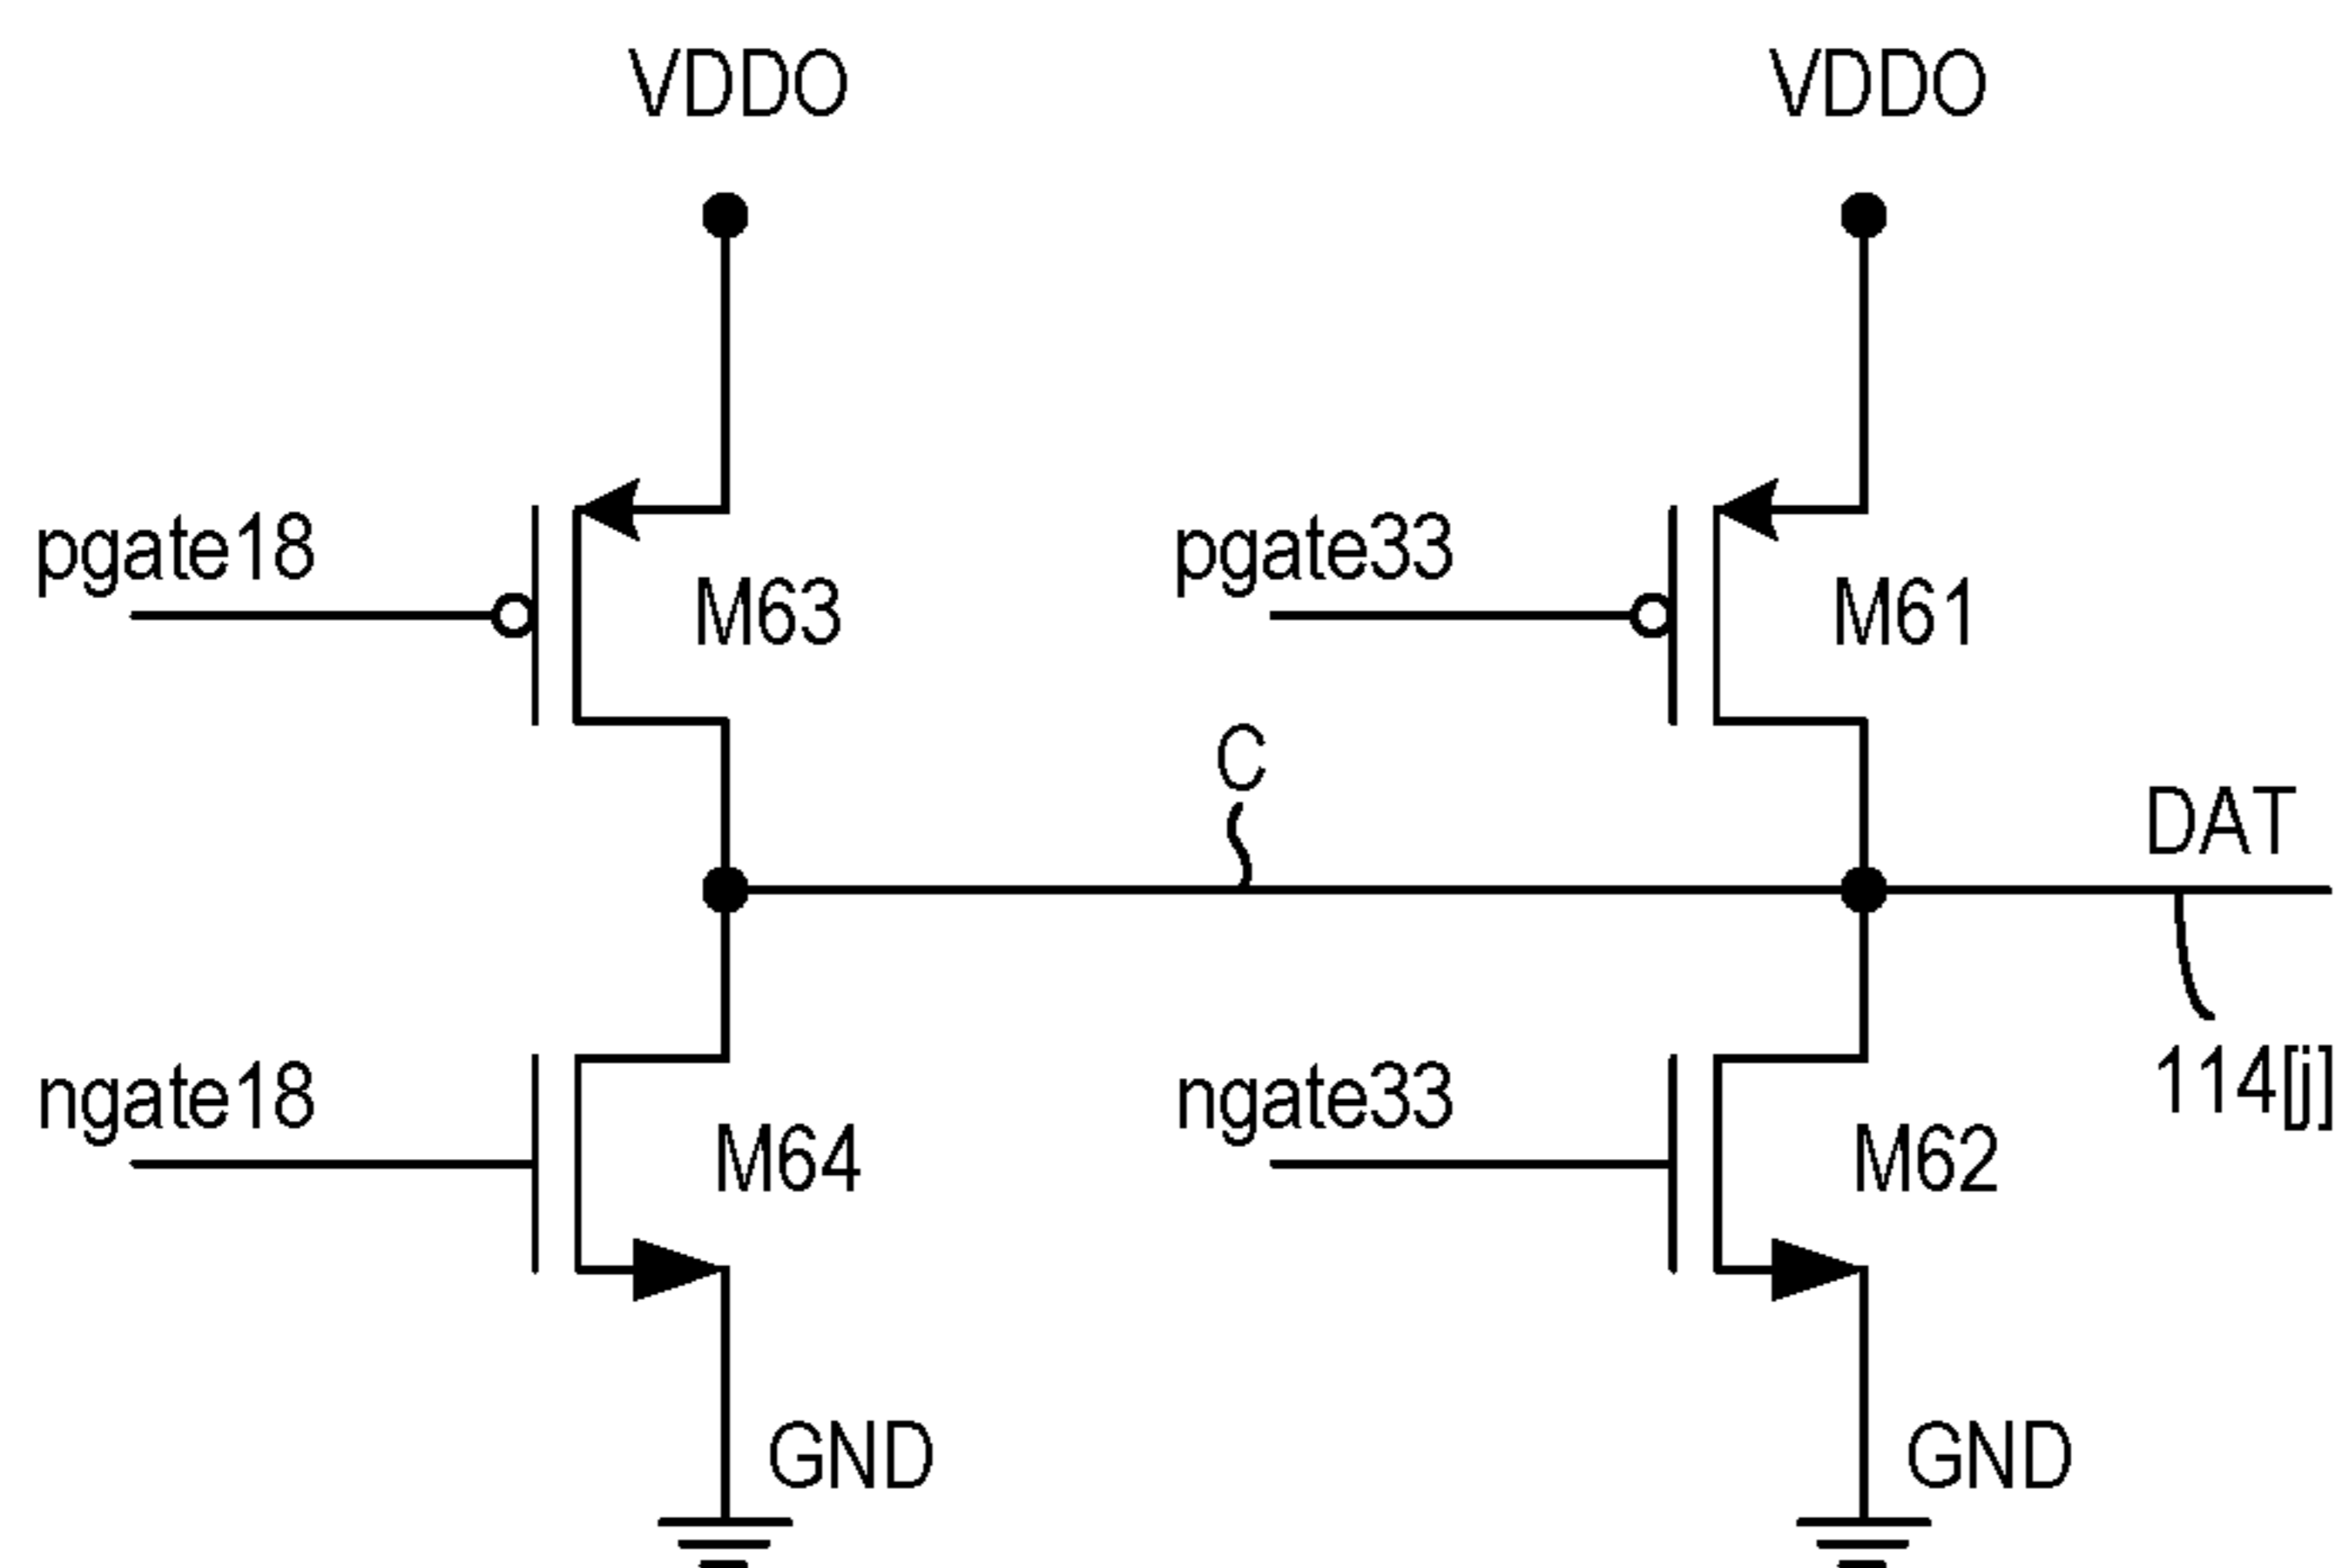 VDDO
VDDO
pgate18
M63
pgate33
M61
C
DAT
ngate18
M64
ngate33
M62
114[j]
GND
GND